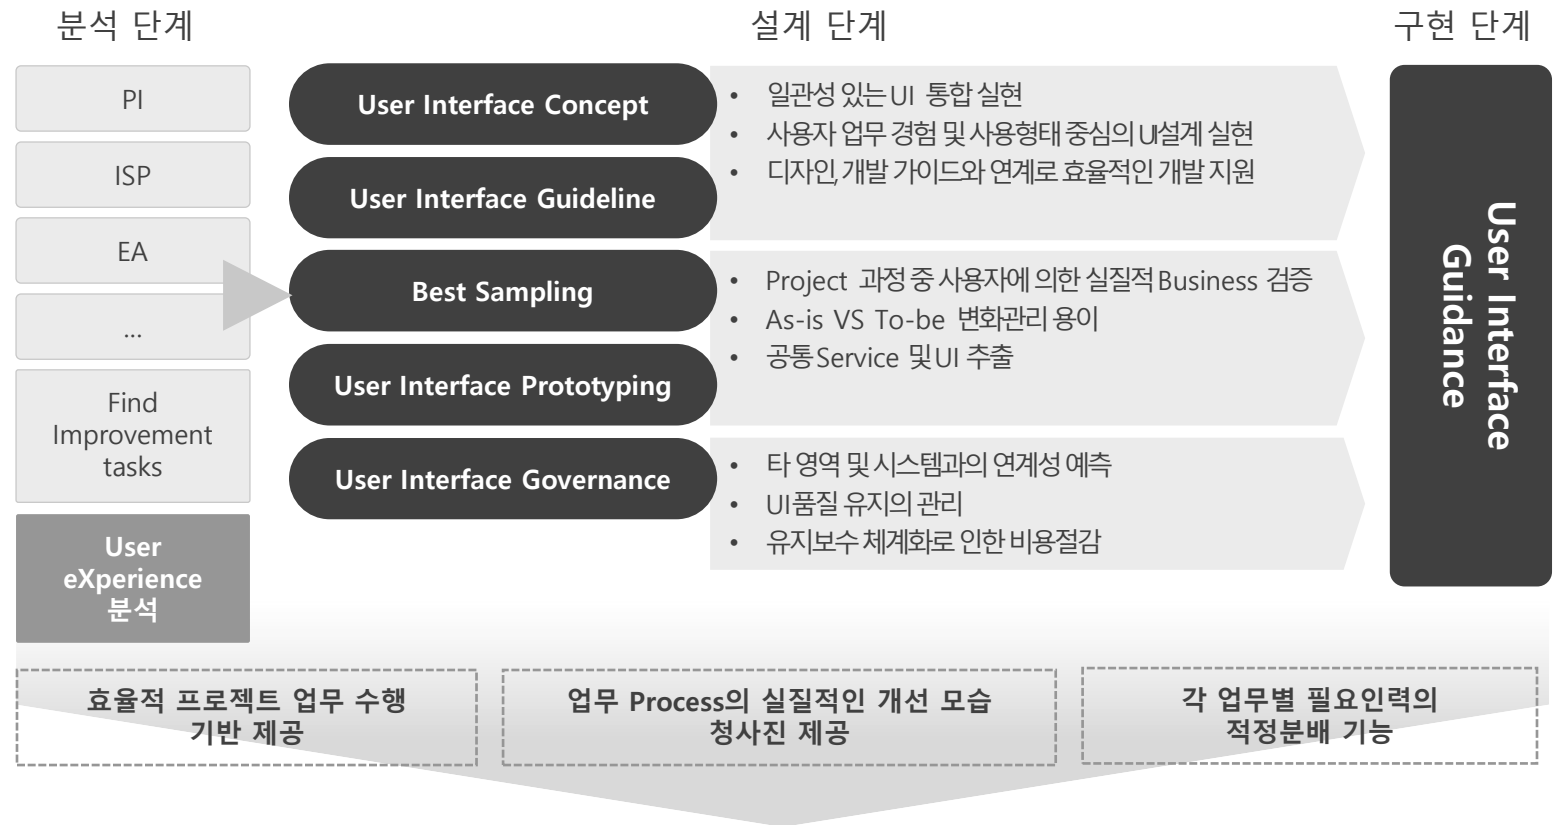 분석 단계
설계 단계
구현 단계
PI
ISP
EA
...
Find
Improvement
tasks
User
eXperience
분석
User Interface Concept
User Interface Guideline
Best Sampling
User Interface Prototyping
User Interface Governance
• 일관성 있는 UI 통합 실현
• 사용자 업무 경험 및 사용형태 중심의 UI설계 실현
• 디자인, 개발 가이드와 연계로 효율적인 개발 지원
• Project 과정 중 사용자에 의한 실질적 Business 검증
• As-is VS To-be 변화관리 용이
• 공통 Service 및 UI 추출
• 타 영역 및 시스템과의 연계성 예측
• UI품질 유지의 관리
• 유지보수 체계화로 인한 비용절감
User Interface
Guidance
효율적 프로젝트 업무 수행
기반 제공
업무 Process의 실질적인 개선 모습
청사진 제공
각 업무별 필요인력의
적정분배 기능